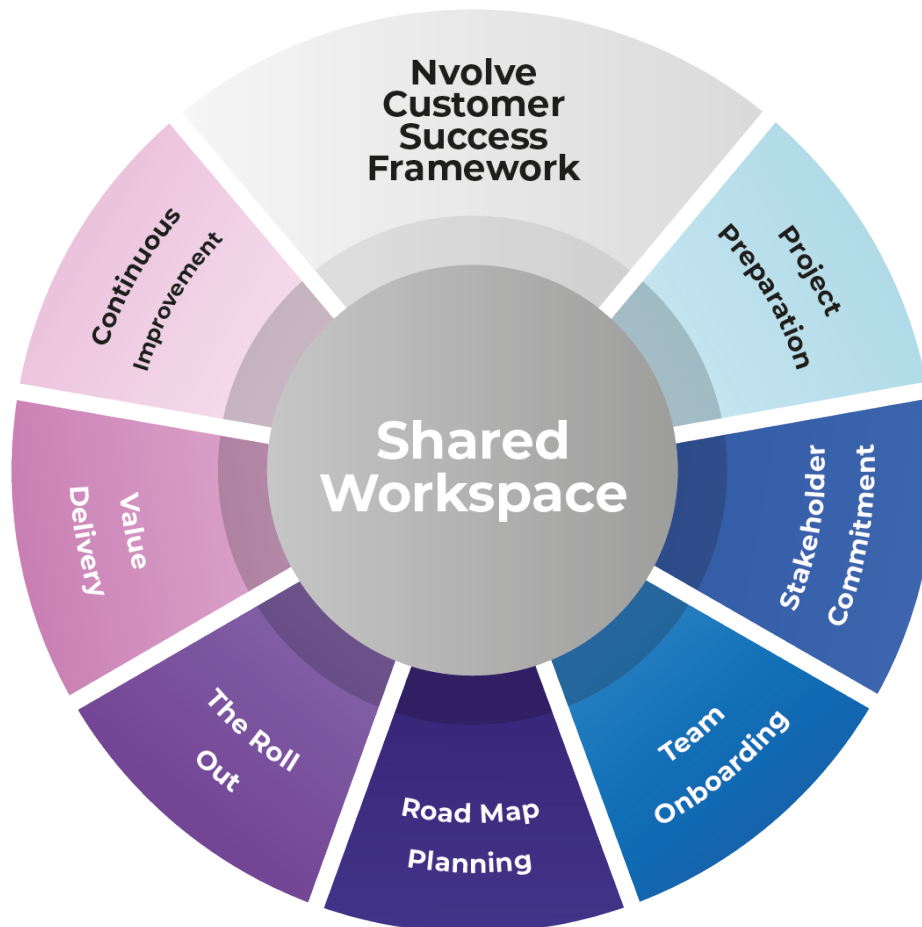 Nvolve
Customer
Success
Framework
Project
Preparation
Stakeholder
Commitment
Team
Onboarding
Road Map
Planning
The Roll
Out
Value
Delivery
Continuous
Improvement
Shared
Workspace